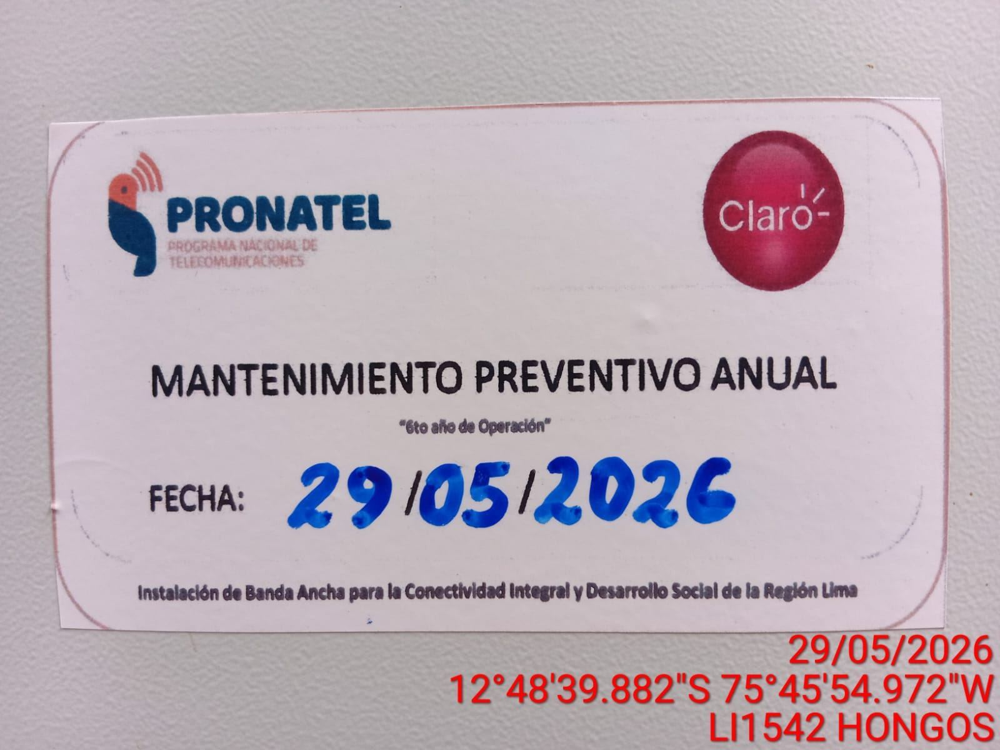 PRONATEL
PROGRAMA NACIONAL DE
TELECOMUNICACIONES
Claro
MANTENIMIENTO PREVENTIVO ANUAL
"6to año de Operación"
FECHA: 29/05/2026
Instalación de Banda Ancha para la Conectividad Integral y Desarrollo Social de la Región Lima
29/05/2026
12°48'39.882"S 75°45'54.972"W
LI1542 HONGOS